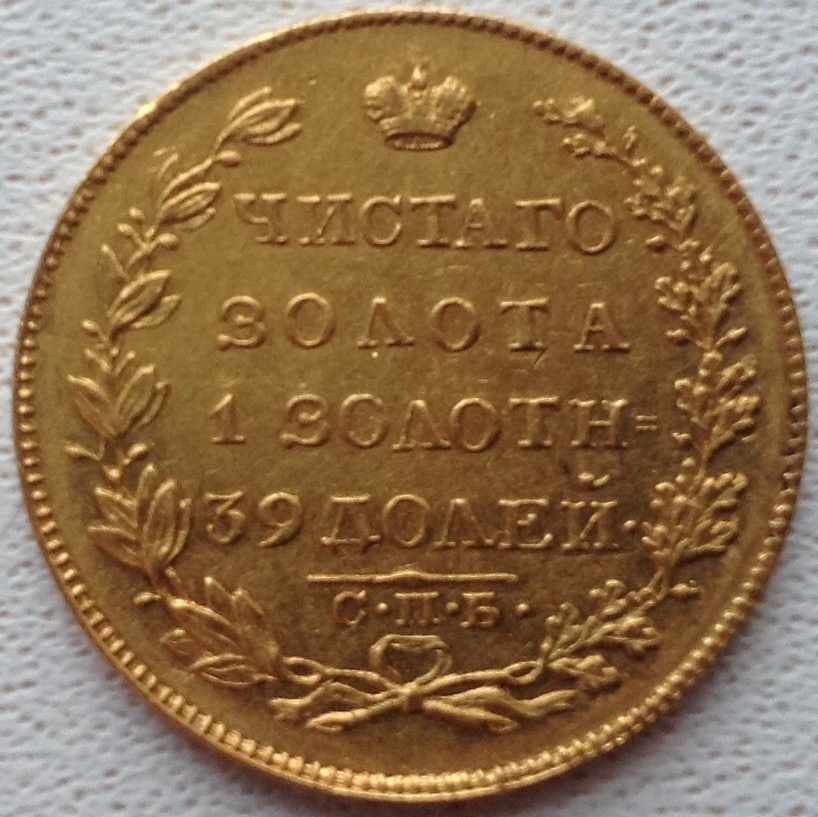 ЧИСТАГО
ЗОЛОТА
1 ЗОЛОТН=
39 ДОЛЕЙ·
С·П·Б·